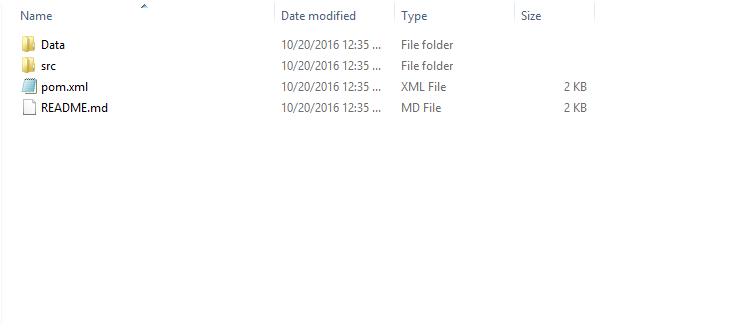 Name Date modified Type Size
Data 10/20/2016 12:35 ... File folder
src 10/20/2016 12:35 ... File folder
pom.xml 10/20/2016 12:35 ... XML File 2 KB
README.md 10/20/2016 12:35 ... MD File 2 KB